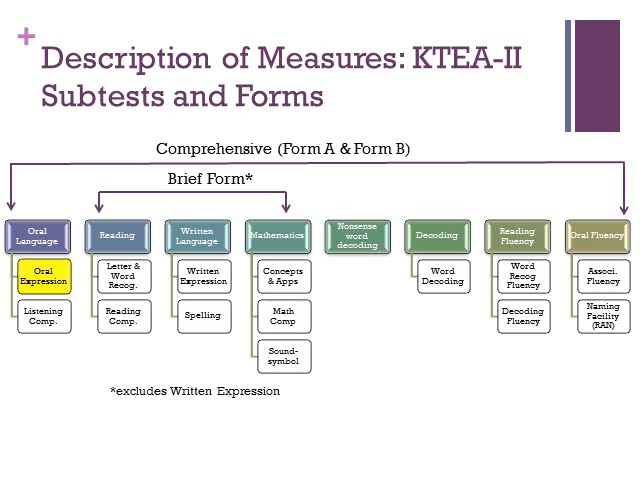 +
Description of Measures: KTEA-II
Subtests and Forms
Comprehensive (Form A & Form B)
Brief Form*
Oral
Language
Oral
Expression
Listening
Comp.
Reading
Letter &
Word
Recog.
Reading
Comp.
Written
Language
Written
Expression
Spelling
Mathematics
Concepts
& Apps
Math
Comp
Sound-
symbol
Nonsense
word
decoding
Decoding
Word
Decoding
Reading
Fluency
Word
Recog
Fluency
Decoding
Fluency
Oral Fluency
Associ.
Fluency
Naming
Facility
(RAN)
*excludes Written Expression